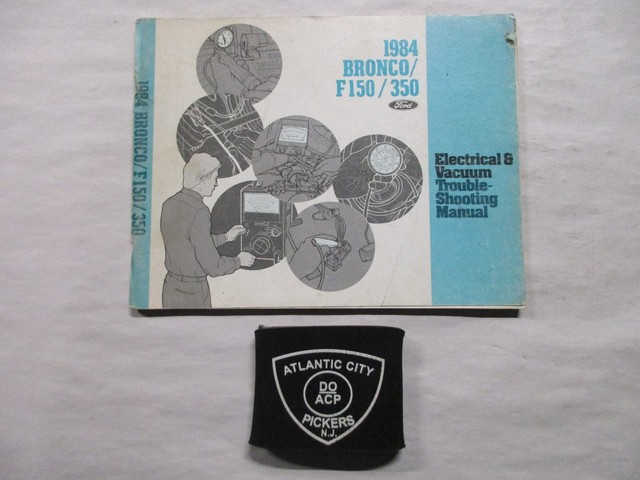 1984
BRONCO/
F150/350
Ford
Electrical &
Vacuum
Trouble-
Shooting
Manual
1984 BRONCO/F150/350
ATLANTIC CITY
DO
ACP
PICKERS
N.J.